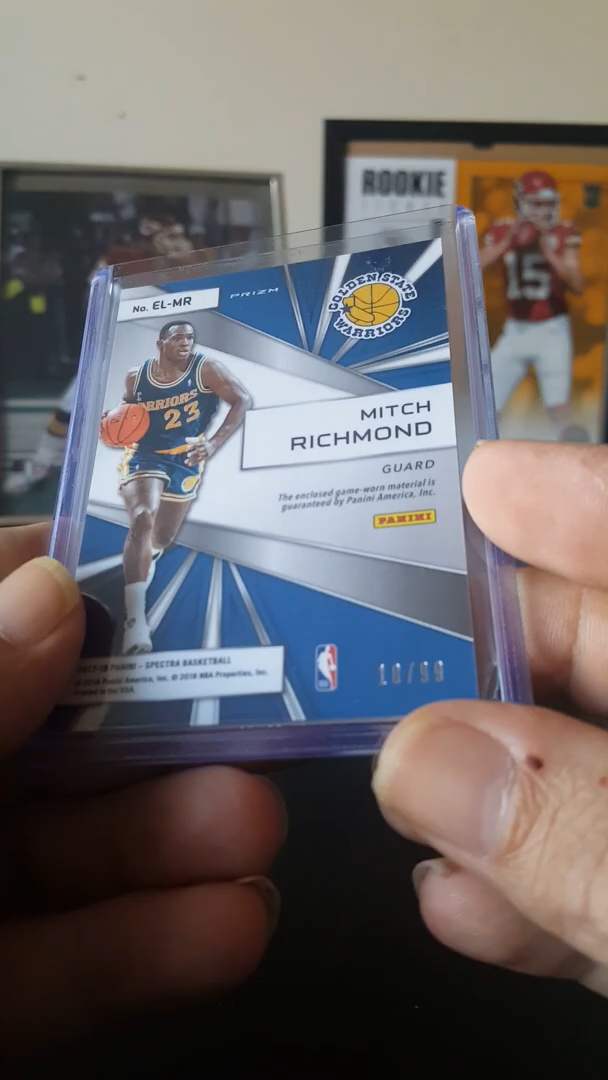 ROOKIE
15
No. EL-MR
PRIZM
GOLDEN STATE
WARRIORS
WARRIORS
23
MITCH
RICHMOND
GUARD
The enclosed game-worn material is
guaranteed by Panini America, Inc.
PANINI
2017-18 PANINI – SPECTRA BASKETBALL
© 2018 Panini America, Inc. © 2018 NBA Properties, Inc.
Printed in the USA.
10/99